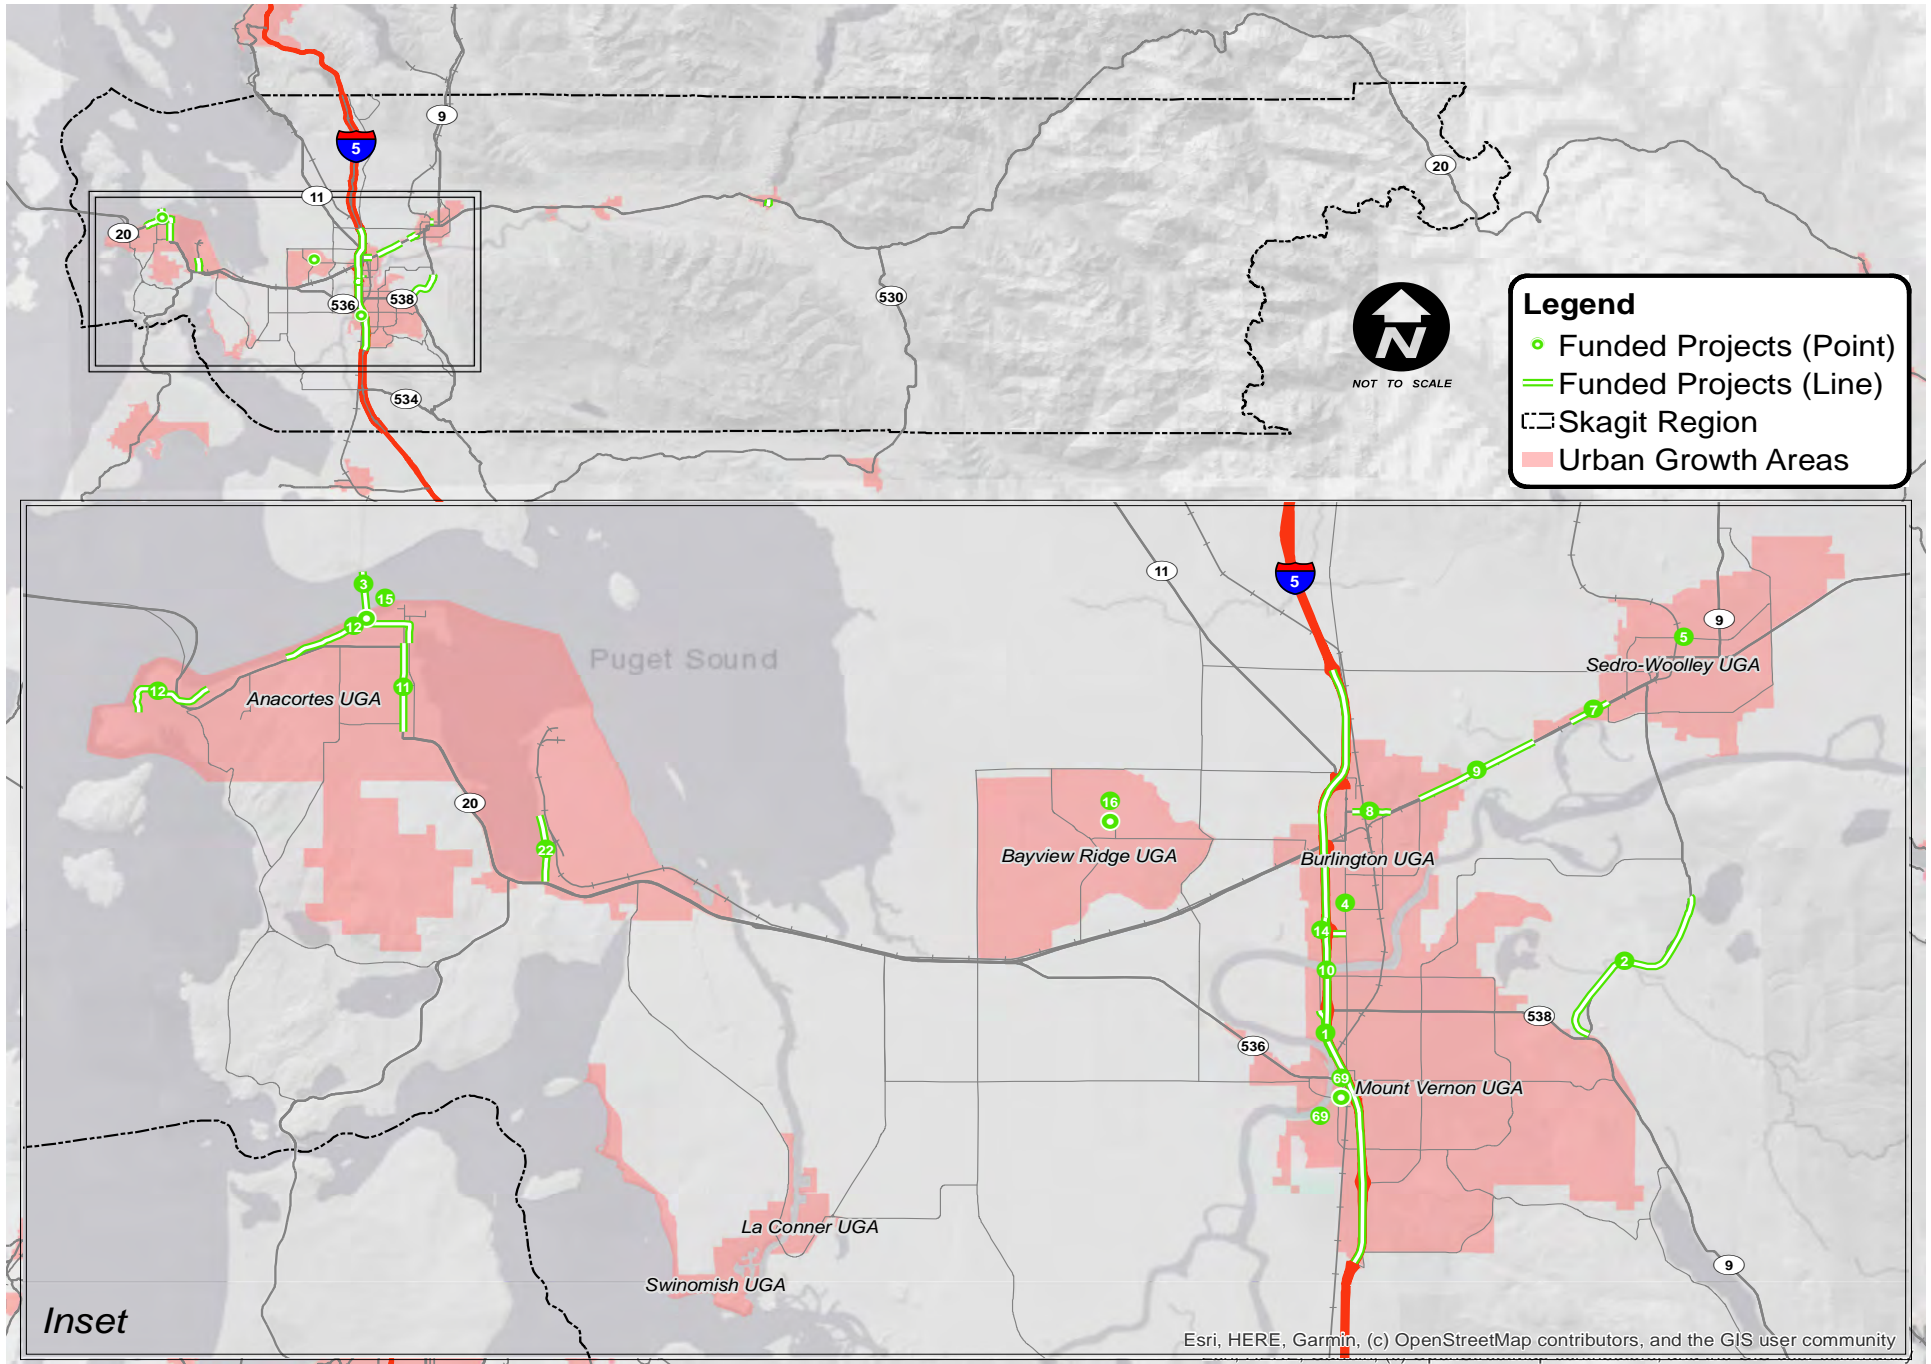 9
5
11
20
20
536
538
530
534
N
NOT TO SCALE
Legend
Funded Projects (Point)
Funded Projects (Line)
Skagit Region
Urban Growth Areas
11
5
3
15
12
9
5
Puget Sound
Sedro-Woolley UGA
12
11
Anacortes UGA
7
9
20
16
8
22
Bayview Ridge UGA
Burlington UGA
4
14
10
2
538
1
536
69
Mount Vernon UGA
69
La Conner UGA
Swinomish UGA
9
Inset
Esri, HERE, Garmin, (c) OpenStreetMap contributors, and the GIS user community